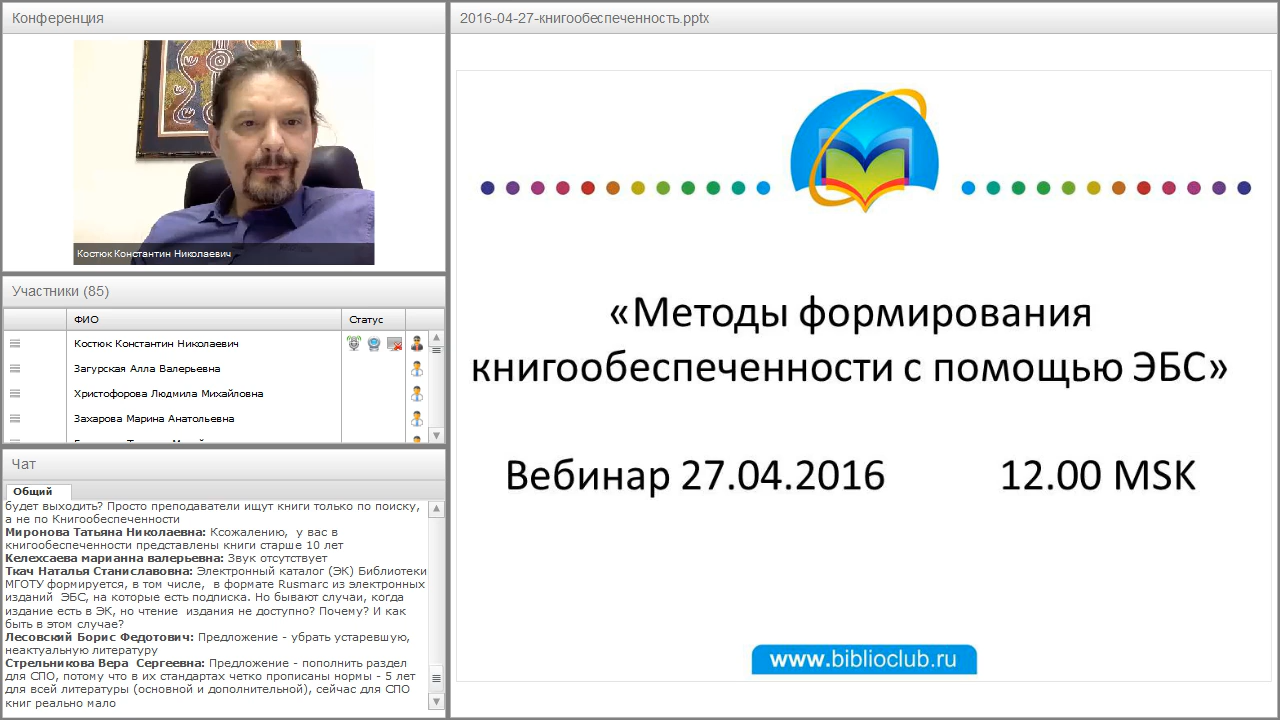 Конференция
Костюк Константин Николаевич
Участники (85)
ФИО
Статус
Костюк Константин Николаевич
Загурская Алла Валерьевна
Христофорова Людмила Михайловна
Захарова Марина Анатольевна
Чат
Общий
будет выходить? Просто преподаватели ищут книги только по поиску,
а не по Книгообеспеченности
Миронова Татьяна Николаевна: Ксожалению, у вас в
книгообеспеченности представлены книги старше 10 лет
Келехсаева марианна валерьевна: Звук отсутствует
Ткач Наталья Станиславовна: Электронный каталог (ЭК) Библиотеки
МГОТУ формируется, в том числе, в формате Rusmarc из электронных
изданий ЭБС, на которые есть подписка. Но бывают случаи, когда
издание есть в ЭК, но чтение издания не доступно? Почему? И как
быть в этом случае?
Лесовский Борис Федотович: Предложение - убрать устаревшую,
неактуальную литературу
Стрельникова Вера Сергеевна: Предложение - пополнить раздел
для СПО, потому что в их стандартах четко прописаны нормы - 5 лет
для всей литературы (основной и дополнительной), сейчас для СПО
книг реально мало
2016-04-27-книгообеспеченность.pptx
«Методы формирования
книгообеспеченности с помощью ЭБС»
Вебинар 27.04.2016 12.00 MSK
www.biblioclub.ru